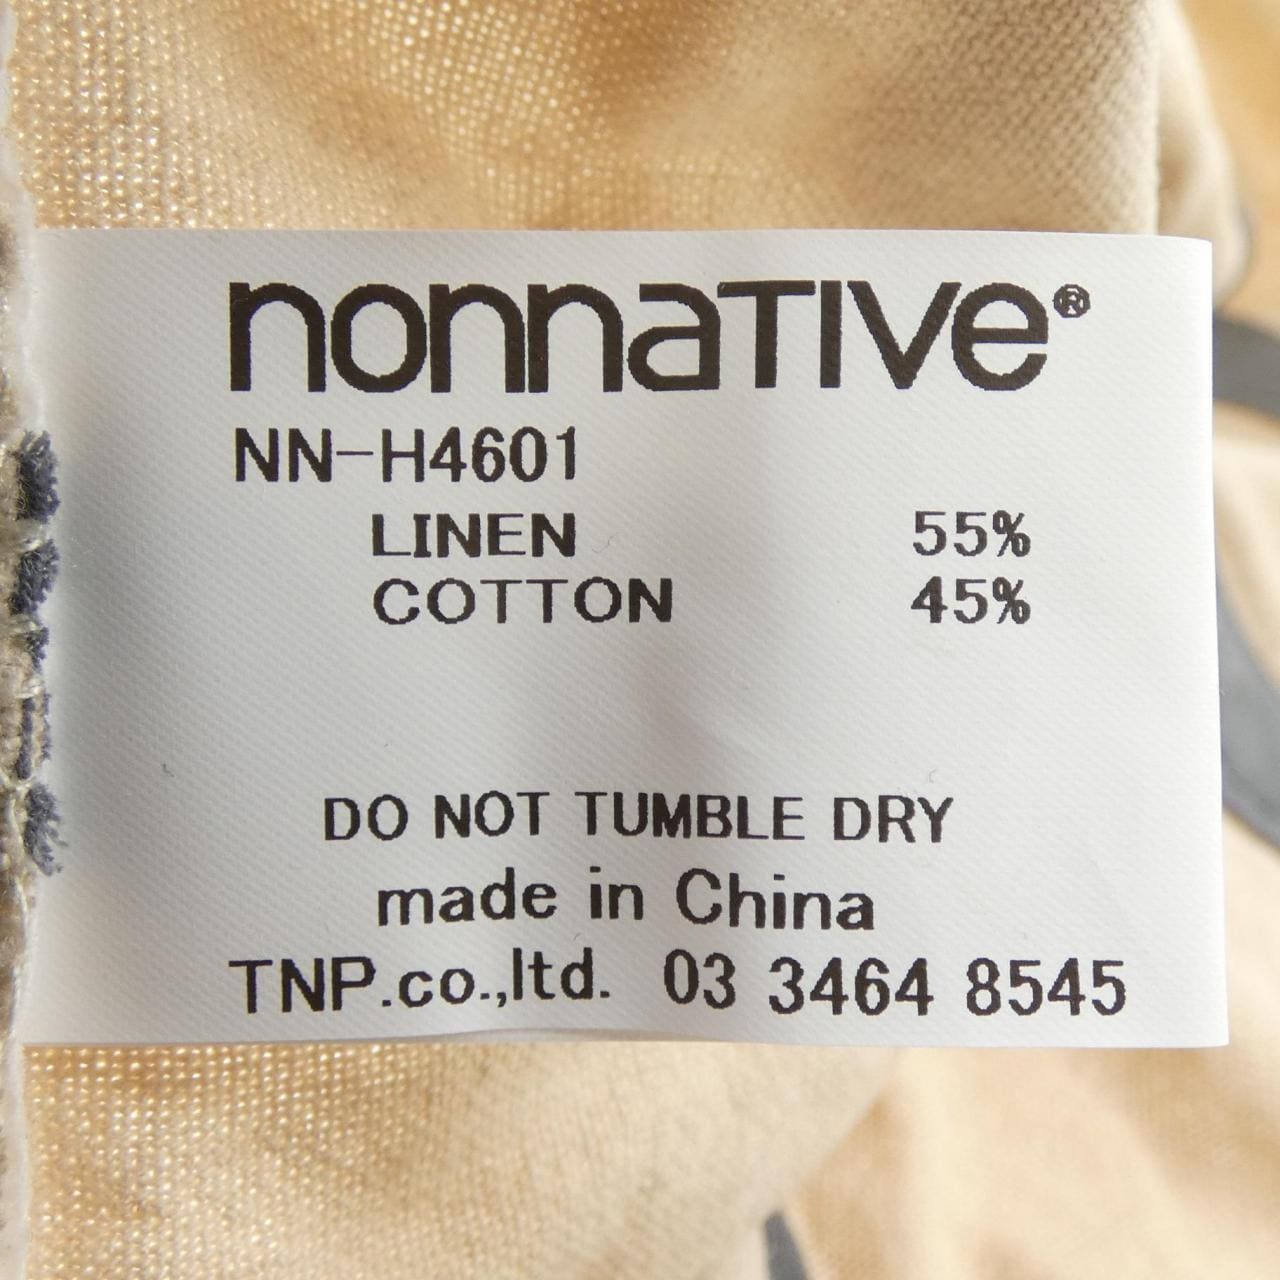 nonnaTIVe®
NN-H4601
LINEN 55%
COTTON 45%
DO NOT TUMBLE DRY
made in China
TNP.co.,ltd. 03 3464 8545